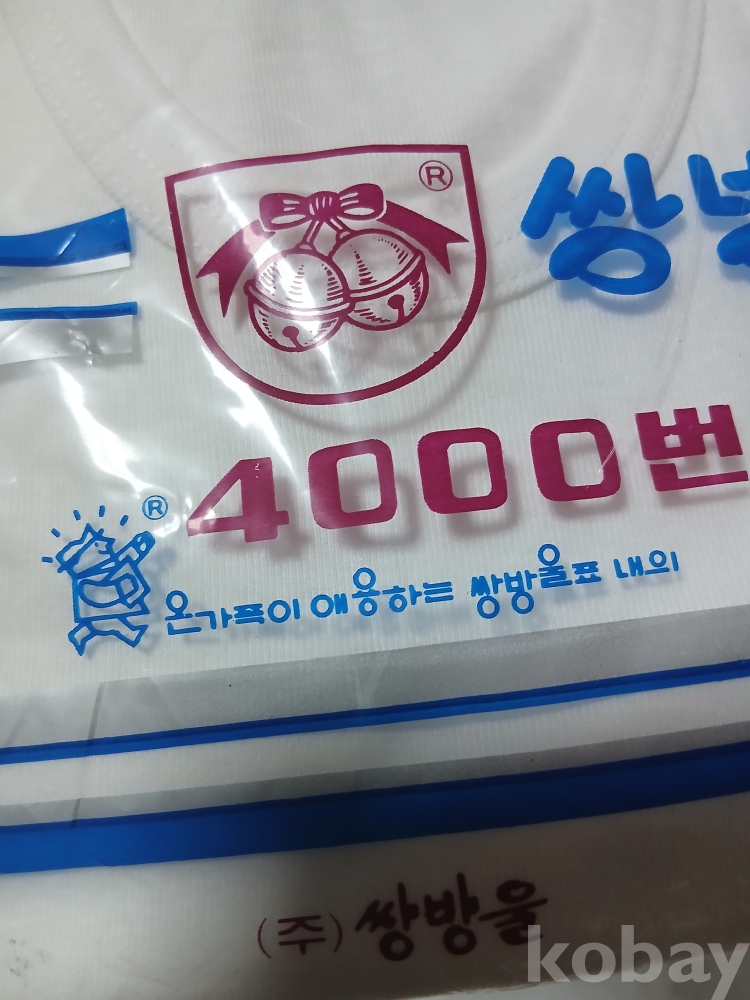 ®
쌍
4000번
®
온가족이 애용하는 쌍방울표 내의
(주) 쌍방울
kobay